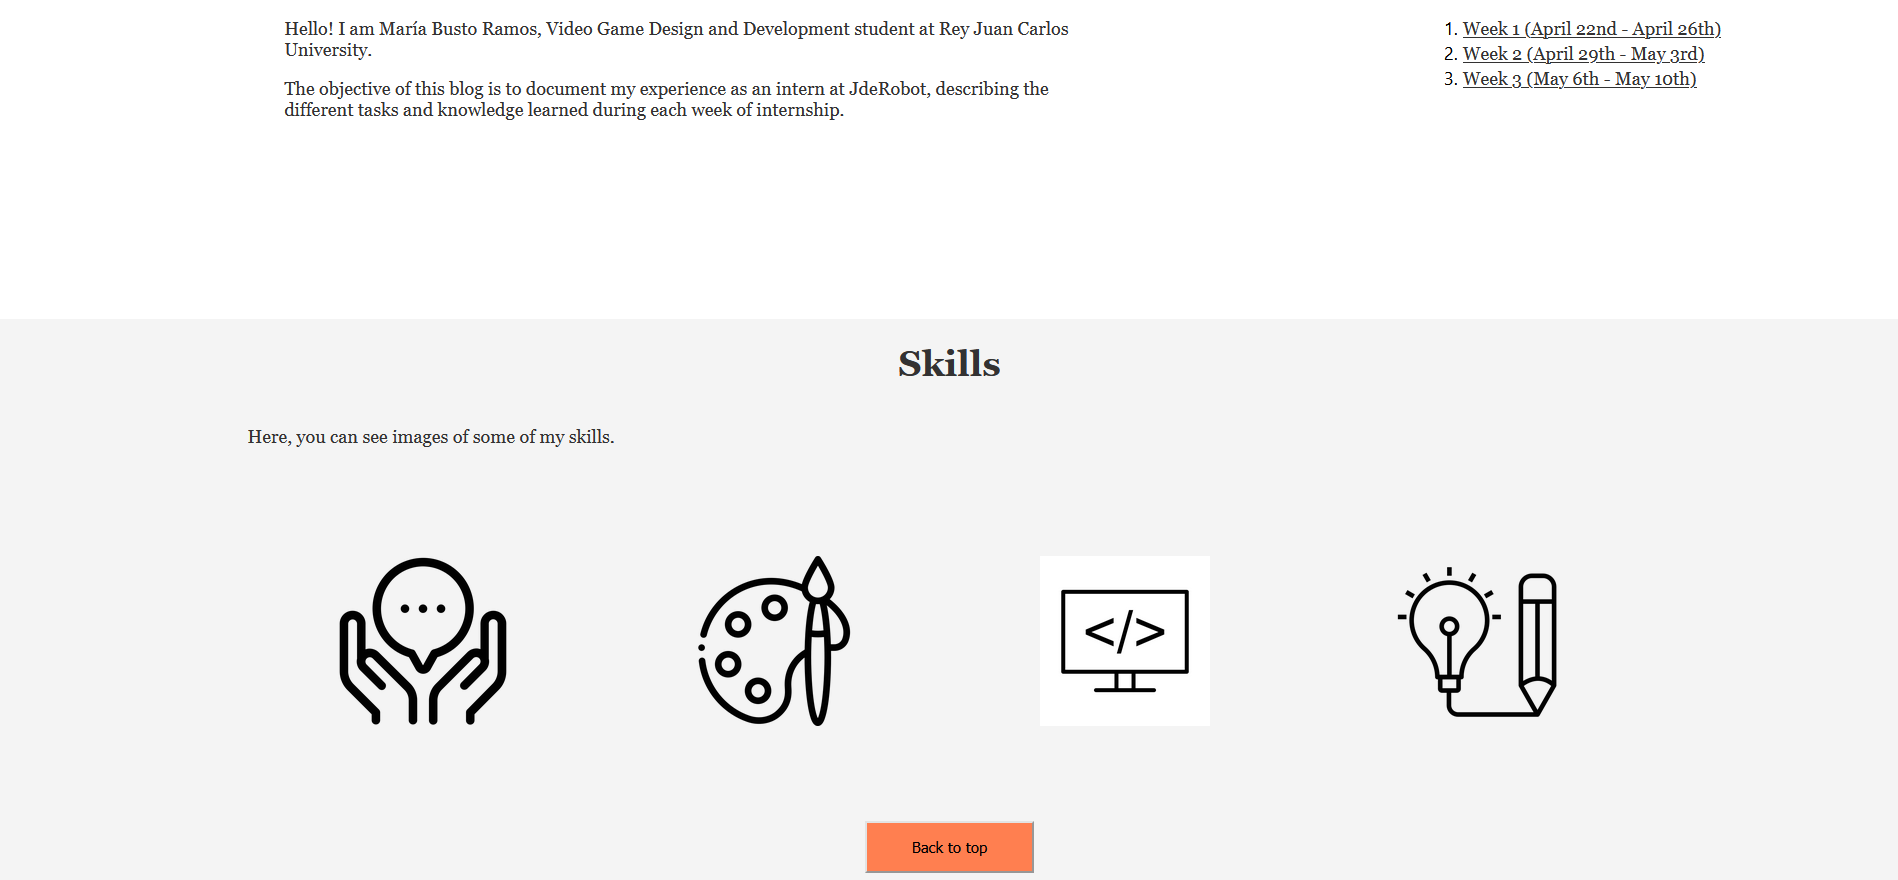 Hello! I am María Busto Ramos, Video Game Design and Development student at Rey Juan Carlos
University.
The objective of this blog is to document my experience as an intern at JdeRobot, describing the
different tasks and knowledge learned during each week of internship.
1. Week 1 (April 22nd - April 26th)
2. Week 2 (April 29th - May 3rd)
3. Week 3 (May 6th - May 10th)
Skills
Here, you can see images of some of my skills.
</>
Back to top